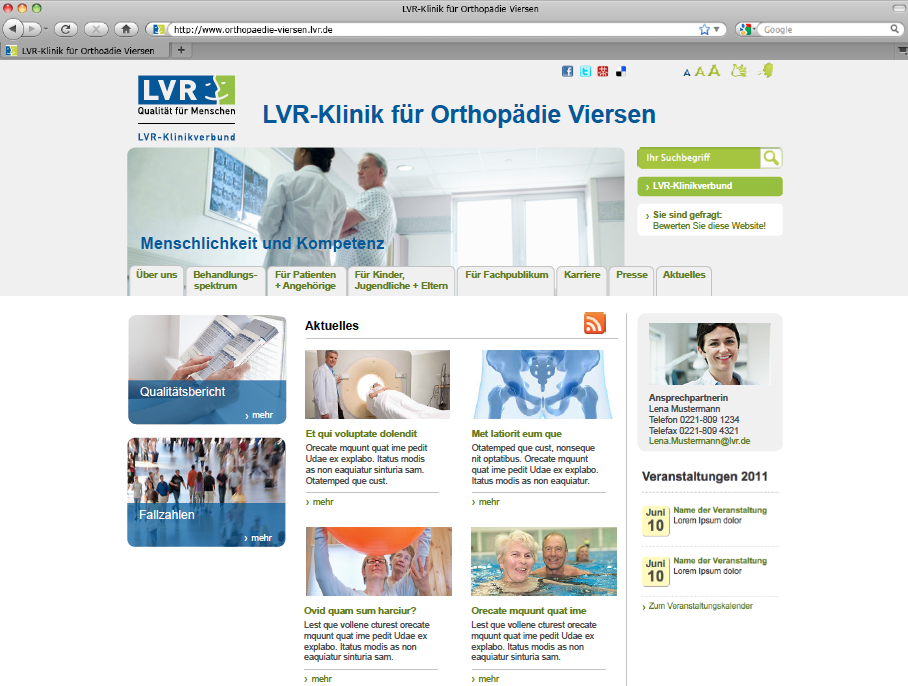 LVR-Klinik für Orthopädie Viersen
http://www.orthopaedie-viersen.lvr.de
Google
LVR-Klinik für Orthoädie Viersen
+
LVR
Qualität für Menschen
LVR-Klinikverbund
LVR-Klinik für Orthopädie Viersen
A A A
Ihr Suchbegriff
› LVR-Klinikverbund
› Sie sind gefragt:
Bewerten Sie diese Website!
Menschlichkeit und Kompetenz
Über uns
Behandlungs-
spektrum
Für Patienten
+ Angehörige
Für Kinder,
Jugendliche + Eltern
Für Fachpublikum
Karriere
Presse
Aktuelles
Qualitätsbericht
› mehr
Fallzahlen
› mehr
Aktuelles
Et qui voluptate dolendit
Orecate mquunt quat ime pedit
Udae ex explabo. Itatus modis
as non eaquiatur sinturia sam.
Otatemped que cust.
› mehr
Met latiorit eum que
Otatemped que cust, nonseque
nit optatibus. Orecate mquunt
quat ime pedit Udae ex explabo.
Itatus modis as non eaquiatur.
› mehr
Ovid quam sum harciur?
Lest que vollene cturest orecate
mquunt quat ime pedit Udae ex
explabo. Itatus modis as non
eaquiatur sinturia sam.
› mehr
Orecate mquunt quat ime
Lest que vollene cturest orecate
mquunt quat ime pedit Udae ex
explabo. Itatus modis as non
eaquiatur sinturia sam.
› mehr
Ansprechpartnerin
Lena Mustermann
Telefon 0221-809 1234
Telefax 0221-809 4321
Lena.Mustermann@lvr.de
Veranstaltungen 2011
Juni
10
Name der Veranstaltung
Lorem Ipsum dolor
Juni
10
Name der Veranstaltung
Lorem Ipsum dolor
› Zum Veranstaltungskalender